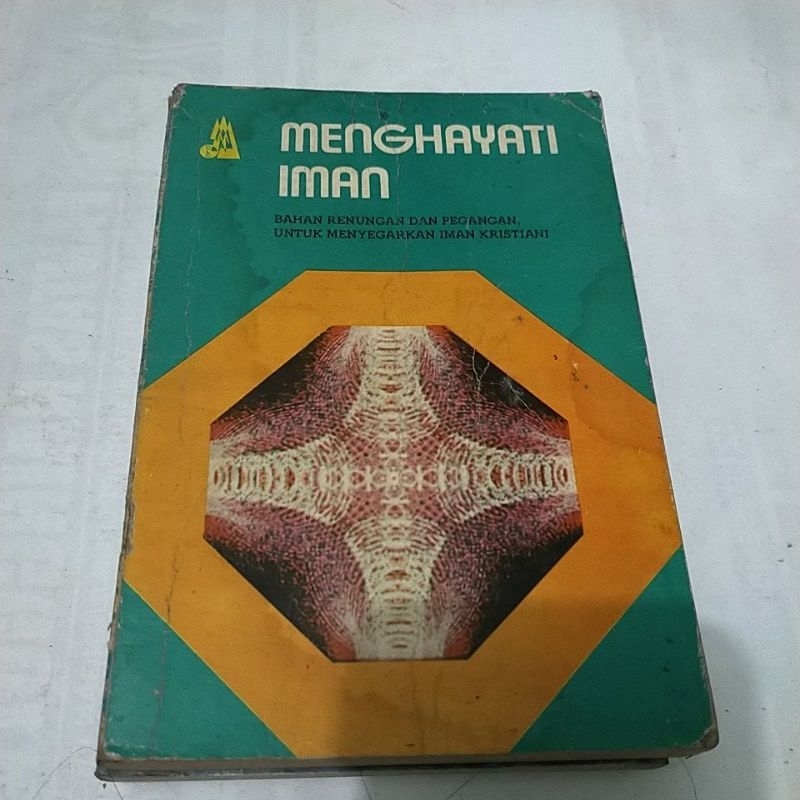 MENGHAYATI
IMAN
BAHAN RENUNGAN DAN PEGANGAN,
UNTUK MENYEGARKAN IMAN KRISTIANI